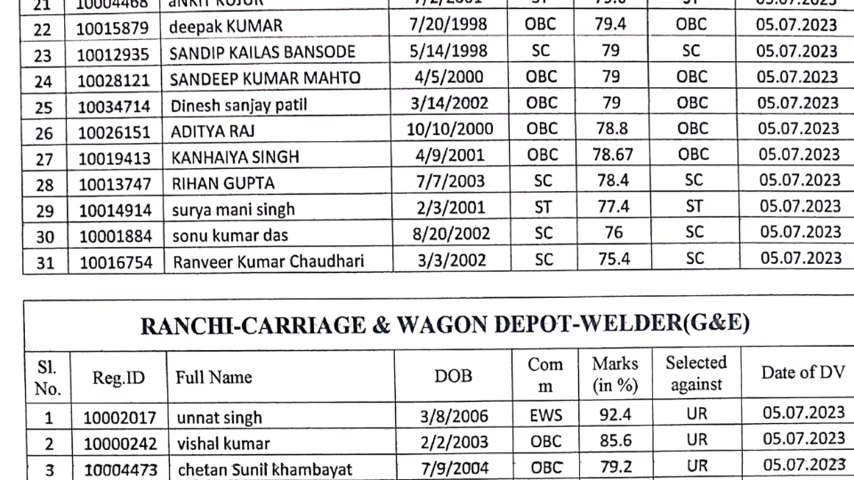 21 10004468 aNKIT KUJUR 05.07.2023
22 10015879 deepak KUMAR 7/20/1998 OBC 79.4 OBC 05.07.2023
23 10012935 SANDIP KAILAS BANSODE 5/14/1998 SC 79 SC 05.07.2023
24 10028121 SANDEEP KUMAR MAHTO 4/5/2000 OBC 79 OBC 05.07.2023
25 10034714 Dinesh sanjay patil 3/14/2002 OBC 79 OBC 05.07.2023
26 10026151 ADITYA RAJ 10/10/2000 OBC 78.8 OBC 05.07.2023
27 10019413 KANHAIYA SINGH 4/9/2001 OBC 78.67 OBC 05.07.2023
28 10013747 RIHAN GUPTA 7/7/2003 SC 78.4 SC 05.07.2023
29 10014914 surya mani singh 2/3/2001 ST 77.4 ST 05.07.2023
30 10001884 sonu kumar das 8/20/2002 SC 76 SC 05.07.2023
31 10016754 Ranveer Kumar Chaudhari 3/3/2002 SC 75.4 SC 05.07.2023
RANCHI-CARRIAGE & WAGON DEPOT-WELDER(G&E)
Sl. No. Reg.ID Full Name DOB Com m Marks (in %) Selected against Date of DV
1 10002017 unnat singh 3/8/2006 EWS 92.4 UR 05.07.2023
2 10000242 vishal kumar 2/2/2003 OBC 85.6 UR 05.07.2023
3 10004473 chetan Sunil khambayat 7/9/2004 OBC 79.2 UR 05.07.2023